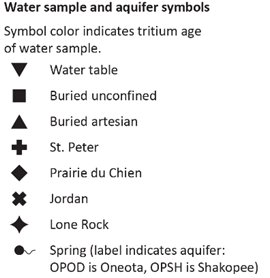 Water sample and aquifer symbols
Symbol color indicates tritium age
of water sample.
Water table
Buried unconfined
Buried artesian
St. Peter
Prairie du Chien
Jordan
Lone Rock
Spring (label indicates aquifer:
OPOD is Oneota, OPSH is Shakopee)